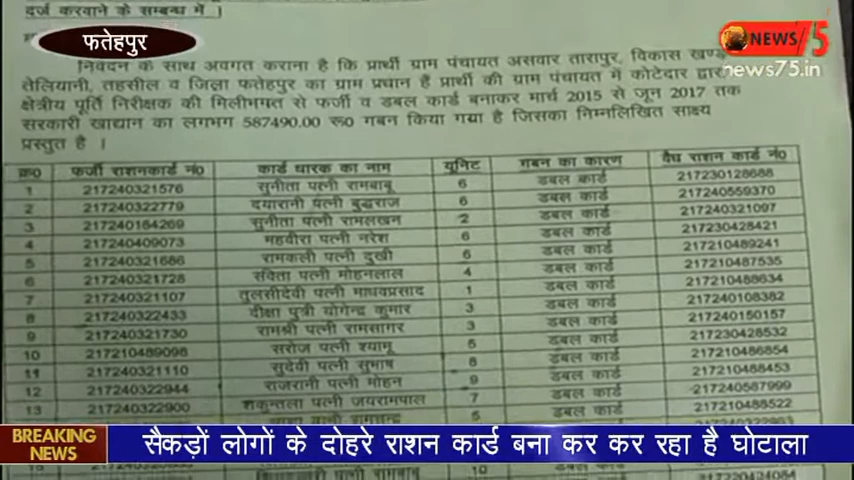 दर्ज करवाने के सम्बन्ध में ।
फतेहपुर
NEWS 75
news75.in
निवेदन के साथ अवगत कराना है कि प्रार्थी ग्राम पंचायत असवार तारापुर, विकास खण्ड
तेलियानी, तहसील व जिला फतेहपुर का ग्राम प्रधान है प्रार्थी की ग्राम पंचायत में कोटेदार द्वारा
क्षेत्रीय पूर्ति निरीक्षक की मिलीभगत से फर्जी व डबल कार्ड बनाकर मार्च 2015 से जून 2017 तक
सरकारी खाद्यान का लगभग 587490.00 रू0 गबन किया गया है जिसका निम्नलिखित साक्ष्य
प्रस्तुत है ।
क्र0 फर्जी राशनकार्ड नं0 कार्ड धारक का नाम यूनिट गबन का कारण वैध राशन कार्ड नं0
1 217240321576 सुनीता पत्नी रामबाबू 6 डबल कार्ड 217230128688
2 217240322779 दयारानी पत्नी बुद्धराज 6 डबल कार्ड 217240559370
3 217240164269 सुनीता पत्नी रामलखन 2 डबल कार्ड 217240321097
4 217240409073 महवीरा पत्नी नरेश 6 डबल कार्ड 217230428421
5 217240321686 रामकली पत्नी दुखी 6 डबल कार्ड 217210489241
6 217240321728 सविता पत्नी मोहनलाल 4 डबल कार्ड 217210487535
7 217240321107 तुलसीदेवी पत्नी माधवप्रसाद 1 डबल कार्ड 217210488634
8 217240322433 दीक्षा पुत्री योगेन्द्र कुमार 3 डबल कार्ड 217240108382
9 217240321730 रामश्री पत्नी रामसागर 3 डबल कार्ड 217240150157
10 217210489098 सरोज पत्नी श्यामू 5 डबल कार्ड 217230428532
11 217240321110 सुदेवी पत्नी सुभाष 8 डबल कार्ड 217210486854
12 217240322944 राजरानी पत्नी मोहन 9 डबल कार्ड 217210488453
13 217240322900 शकुन्तला पत्नी जयरामपाल 7 डबल कार्ड 217240587999
5 डबल कार्ड 217210488522
BREAKING NEWS
सैकड़ों लोगों के दोहरे राशन कार्ड बना कर कर रहा है घोटाला
पत्नी रामबाबू 10